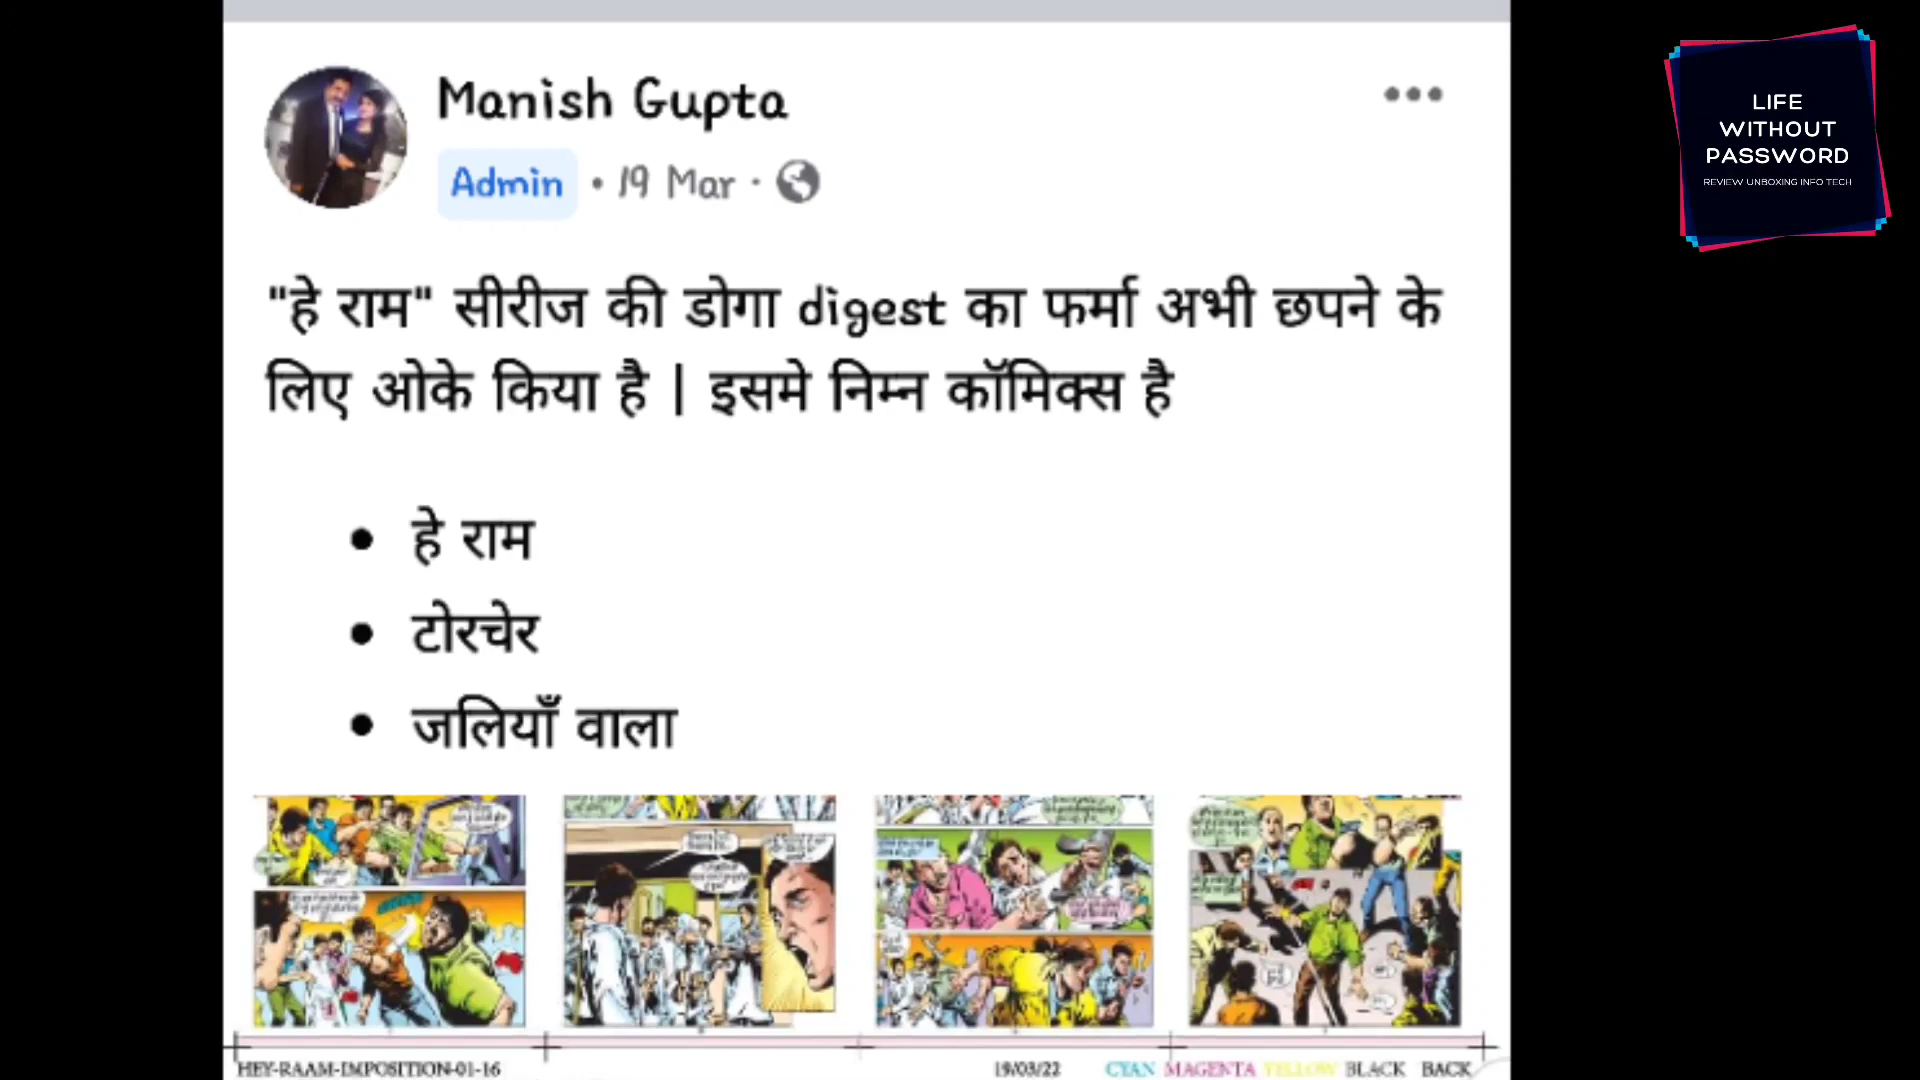 Manish Gupta
Admin • 19 Mar ·
"हे राम" सीरीज की डोगा digest का फर्मा अभी छपने के
लिए ओके किया है | इसमे निम्न कॉमिक्स है
• हे राम
• टोरचेर
• जलियाँ वाला
HEY-RAAM-IMPOSITION-01-16
19/03/22 CYAN MAGENTA YELLOW BLACK BACK
LIFE
WITHOUT
PASSWORD
REVIEW UNBOXING INFO TECH